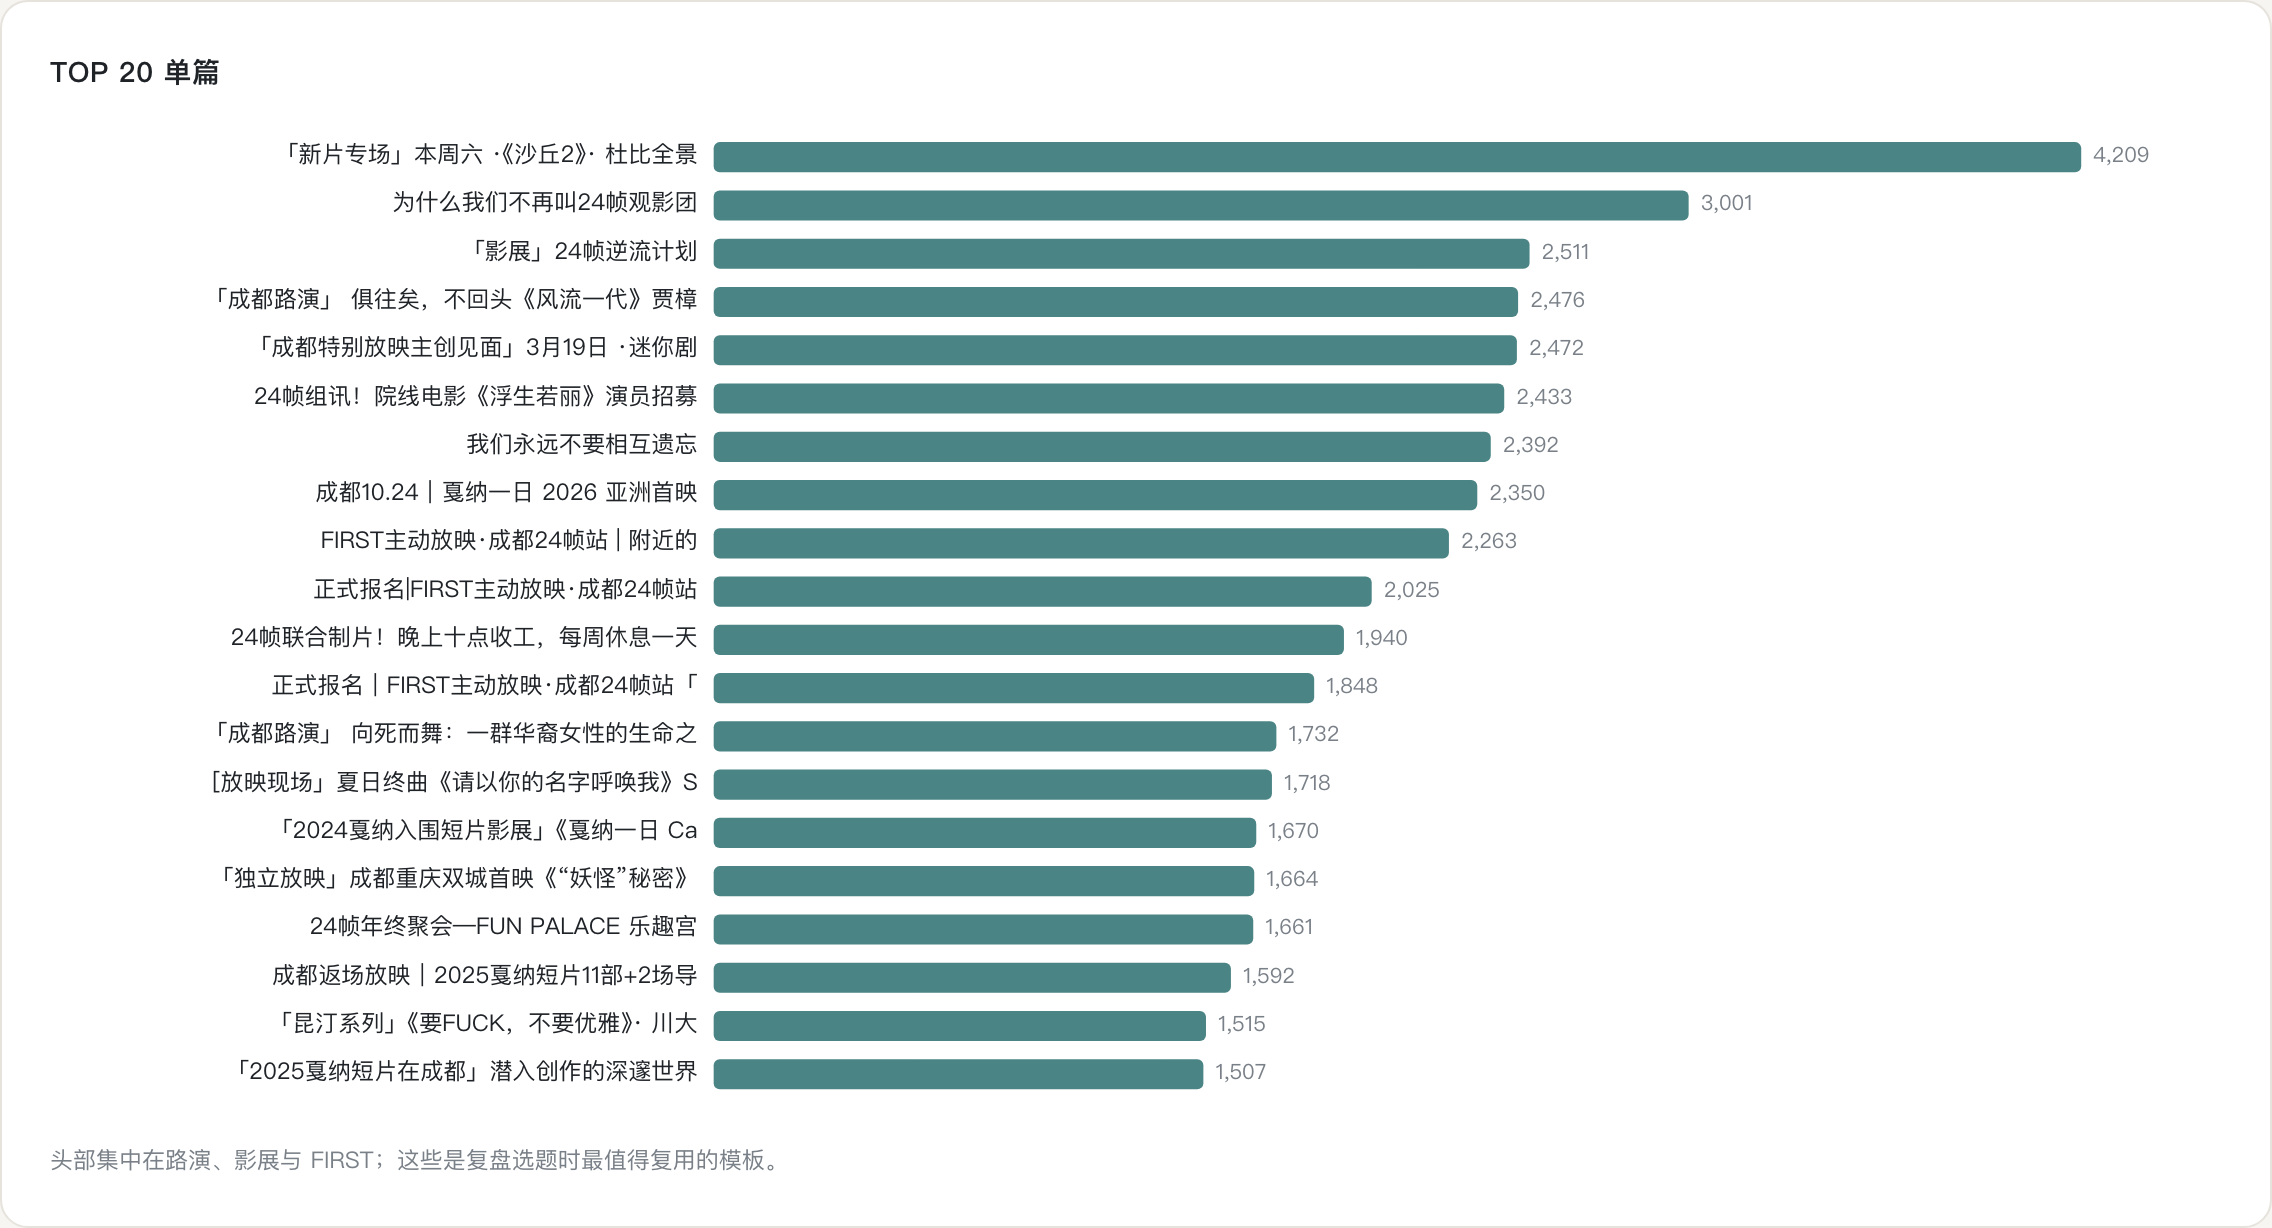 TOP 20 单篇
「新片专场」本周六 ·《沙丘2》· 杜比全景 4,209
为什么我们不再叫24帧观影团 3,001
「影展」24帧逆流计划 2,511
「成都路演」 俱往矣，不回头《风流一代》贾樟 2,476
「成都特别放映主创见面」3月19日 ·迷你剧 2,472
24帧组讯！院线电影《浮生若丽》演员招募 2,433
我们永远不要相互遗忘 2,392
成都10.24｜戛纳一日 2026 亚洲首映 2,350
FIRST主动放映·成都24帧站 | 附近的 2,263
正式报名|FIRST主动放映·成都24帧站 2,025
24帧联合制片！晚上十点收工，每周休息一天 1,940
正式报名｜FIRST主动放映·成都24帧站「 1,848
「成都路演」 向死而舞：一群华裔女性的生命之 1,732
[放映现场」夏日终曲《请以你的名字呼唤我》S 1,718
「2024戛纳入围短片影展」《戛纳一日 Ca 1,670
「独立放映」成都重庆双城首映《“妖怪”秘密》 1,664
24帧年终聚会—FUN PALACE 乐趣宫 1,661
成都返场放映｜2025戛纳短片11部+2场导 1,592
「昆汀系列」《要FUCK，不要优雅》· 川大 1,515
「2025戛纳短片在成都」潜入创作的深邃世界 1,507
头部集中在路演、影展与 FIRST；这些是复盘选题时最值得复用的模板。